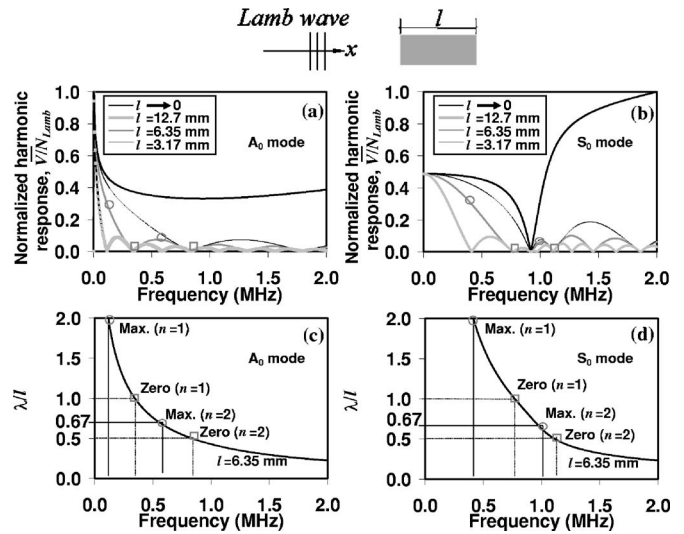 Lamb wave
x
l
Normalized harmonic response, V̅/N_Lamb
1.0
0.8
0.6
0.4
0.2
0.0
l → 0
l =12.7 mm
l =6.35 mm
l =3.17 mm
(a)
A₀ mode
0.0 0.5 1.0 1.5 2.0
Frequency (MHz)
Normalized harmonic response, V̅/N_Lamb
1.0
0.8
0.6
0.4
0.2
0.0
l → 0
l =12.7 mm
l =6.35 mm
l =3.17 mm
(b)
S₀ mode
0.0 0.5 1.0 1.5 2.0
Frequency (MHz)
λ/l
2.0
1.5
1.0
0.67
0.5
0.0
Max. (n=1)
(c)
A₀ mode
Zero (n=1)
Max. (n=2)
Zero (n=2)
l=6.35 mm
0.0 0.5 1.0 1.5 2.0
Frequency (MHz)
λ/l
2.0
1.5
1.0
0.67
0.5
0.0
Max. (n=1)
(d)
S₀ mode
Zero (n=1)
Max. (n=2)
Zero (n=2)
l=6.35 mm
0.0 0.5 1.0 1.5 2.0
Frequency (MHz)